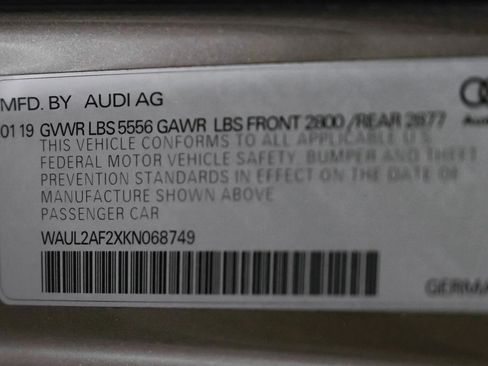 MFD. BY AUDI AG
01 19 GVWR LBS 5556 GAWR LBS FRONT 2800 /REAR 2877
THIS VEHICLE CONFORMS TO ALL APPLICABLE U.S.
FEDERAL MOTOR VEHICLE SAFETY, BUMPER AND THEFT
PREVENTION STANDARDS IN EFFECT ON THE DATE OF
MANUFACTURE SHOWN ABOVE
PASSENGER CAR
WAUL2AF2XKN068749